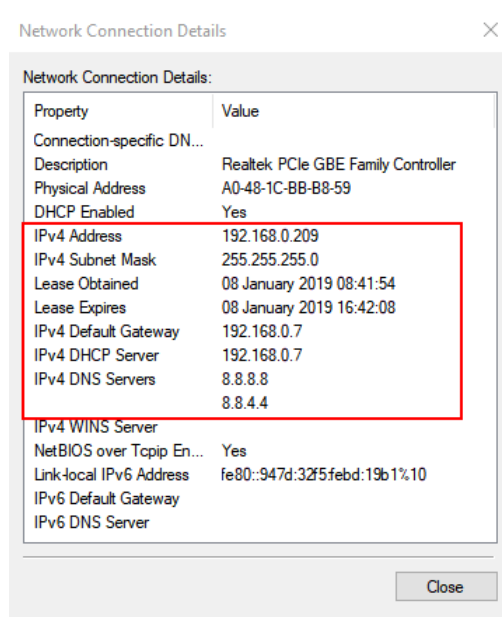 Network Connection Details
Network Connection Details:
Property Value
Connection-specific DN...
Description Realtek PCIe GBE Family Controller
Physical Address A0-48-1C-BB-B8-59
DHCP Enabled Yes
IPv4 Address 192.168.0.209
IPv4 Subnet Mask 255.255.255.0
Lease Obtained 08 January 2019 08:41:54
Lease Expires 08 January 2019 16:42:08
IPv4 Default Gateway 192.168.0.7
IPv4 DHCP Server 192.168.0.7
IPv4 DNS Servers 8.8.8.8
8.8.4.4
IPv4 WINS Server
NetBIOS over Tcpip En... Yes
Link-local IPv6 Address fe80::947d:32f5:febd:19b1%10
IPv6 Default Gateway
IPv6 DNS Server
Close